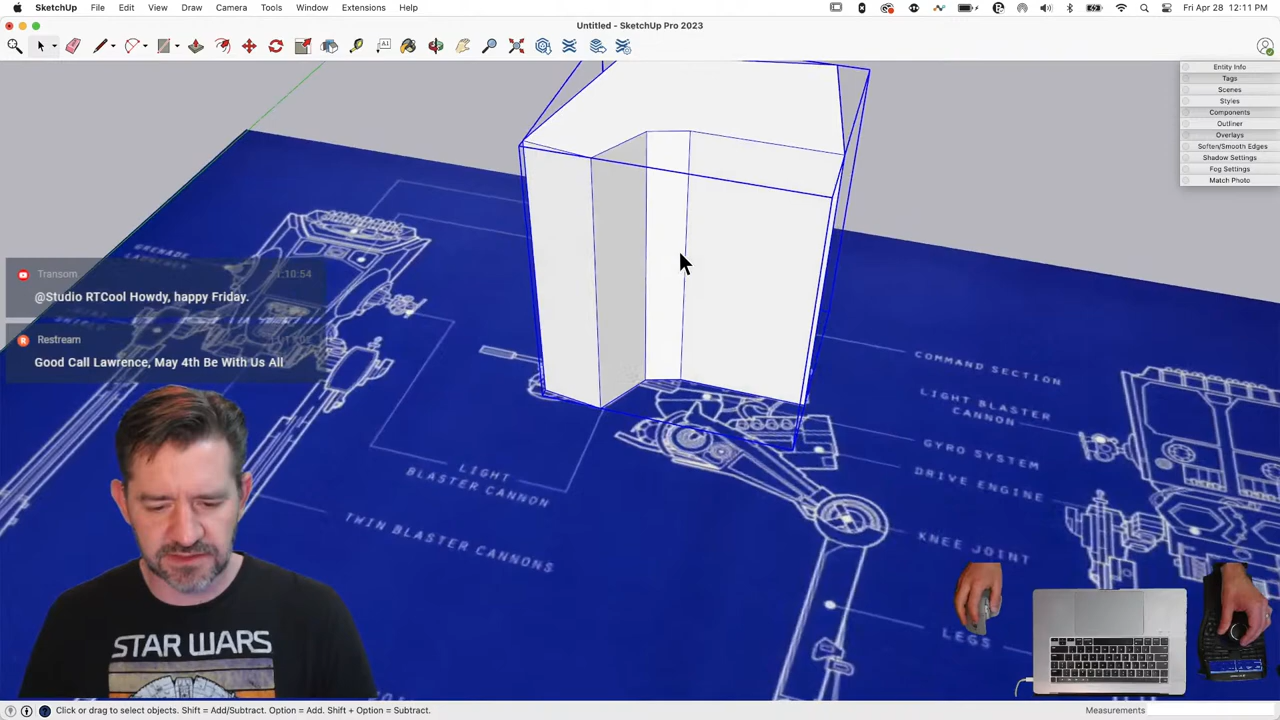 SketchUp File Edit View Draw Camera Tools Window Extensions Help
Fri Apr 28 12:11 PM
Untitled - SketchUp Pro 2023
Entity Info
Tags
Scenes
Styles
Components
Outliner
Overlays
Soften/Smooth Edges
Shadow Settings
Fog Settings
Match Photo
GRENADE
LAUNCHER
Transom
@Studio RTCool Howdy, happy Friday.
Restream
Good Call Lawrence, May 4th Be With Us All
LIGHT
BLASTER CANNON
TWIN BLASTER CANNONS
COMMAND SECTION
LIGHT BLASTER
CANNON
GYRO SYSTEM
DRIVE ENGINE
KNEE JOINT
LEGS
STAR WARS
Click or drag to select objects. Shift = Add/Subtract. Option = Add. Shift + Option = Subtract.
Measurements